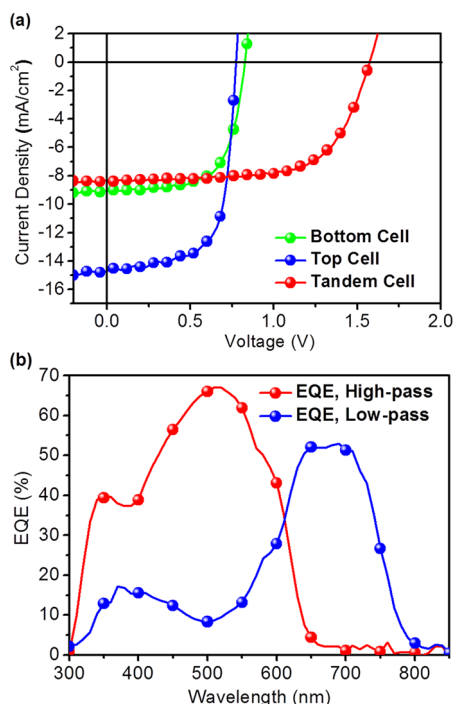 (a)
2
0
-2
-4
-6
-8
-10
-12
-14
-16
Current Density (mA/cm²)
Bottom Cell
Top Cell
Tandem Cell
0.0 0.5 1.0 1.5 2.0
Voltage (V)
(b)
70
60
50
40
30
20
10
0
EQE (%)
EQE, High-pass
EQE, Low-pass
300 400 500 600 700 800
Wavelength (nm)